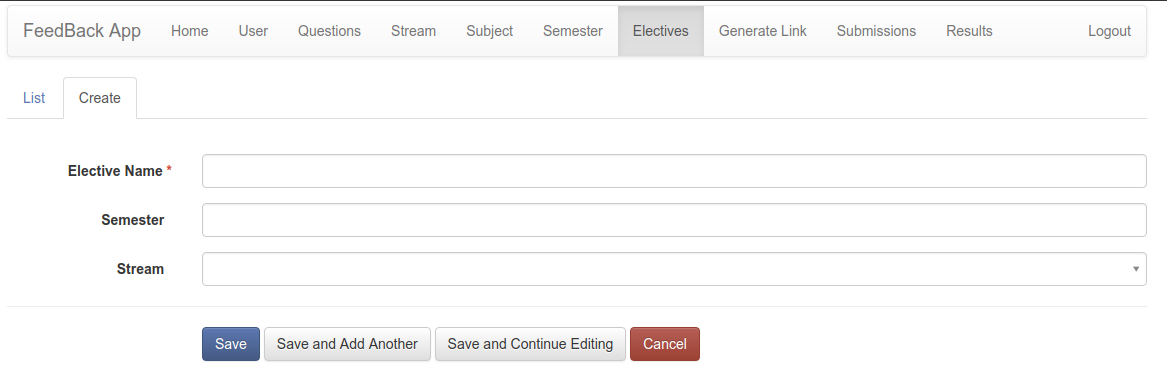 FeedBack App Home User Questions Stream Subject Semester Electives Generate Link Submissions Results Logout
List Create
Elective Name *
Semester
Stream
Save Save and Add Another Save and Continue Editing Cancel